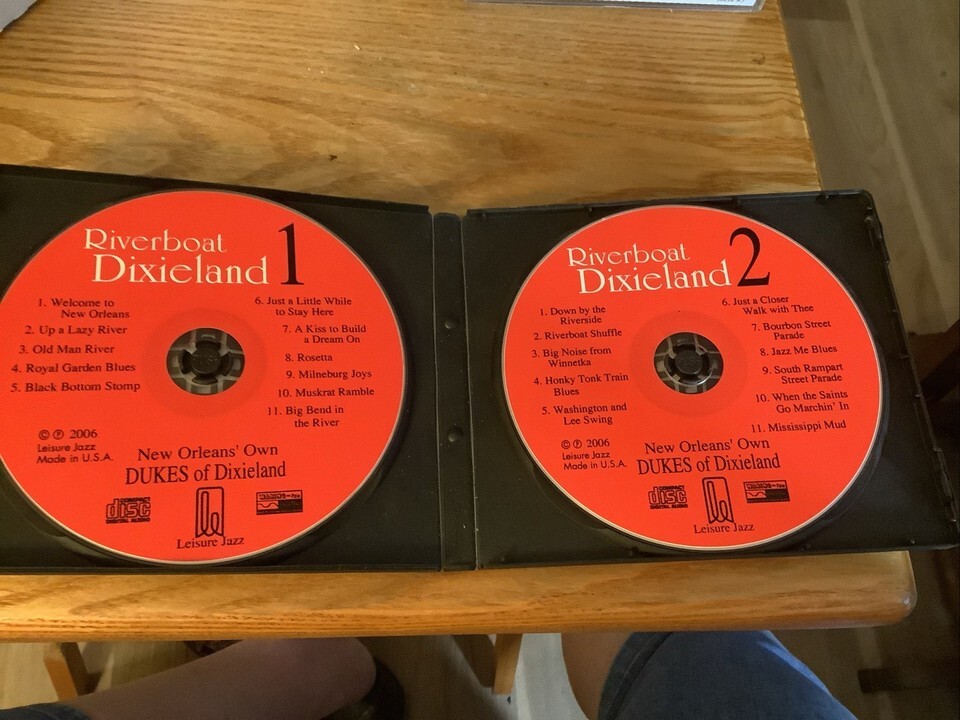 Riverboat
Dixieland 1
1. Welcome to
New Orleans
2. Up a Lazy River
3. Old Man River
4. Royal Garden Blues
5. Black Bottom Stomp
6. Just a Little While
to Stay Here
7. A Kiss to Build
a Dream On
8. Rosetta
9. Milneburg Joys
10. Muskrat Ramble
11. Big Bend in
the River
© ℗ 2006
Leisure Jazz
Made in U.S.A.
New Orleans' Own
DUKES of Dixieland
COMPACT
disc
DIGITAL AUDIO
Leisure Jazz
Riverboat
Dixieland 2
1. Down by the
Riverside
2. Riverboat Shuffle
3. Big Noise from
Winnetka
4. Honky Tonk Train
Blues
5. Washington and
Lee Swing
6. Just a Closer
Walk with Thee
7. Bourbon Street
Parade
8. Jazz Me Blues
9. South Rampart
Street Parade
10. When the Saints
Go Marchin' In
11. Mississippi Mud
© ℗ 2006
Leisure Jazz
Made in U.S.A.
New Orleans' Own
DUKES of Dixieland
COMPACT
disc
DIGITAL AUDIO
Leisure Jazz